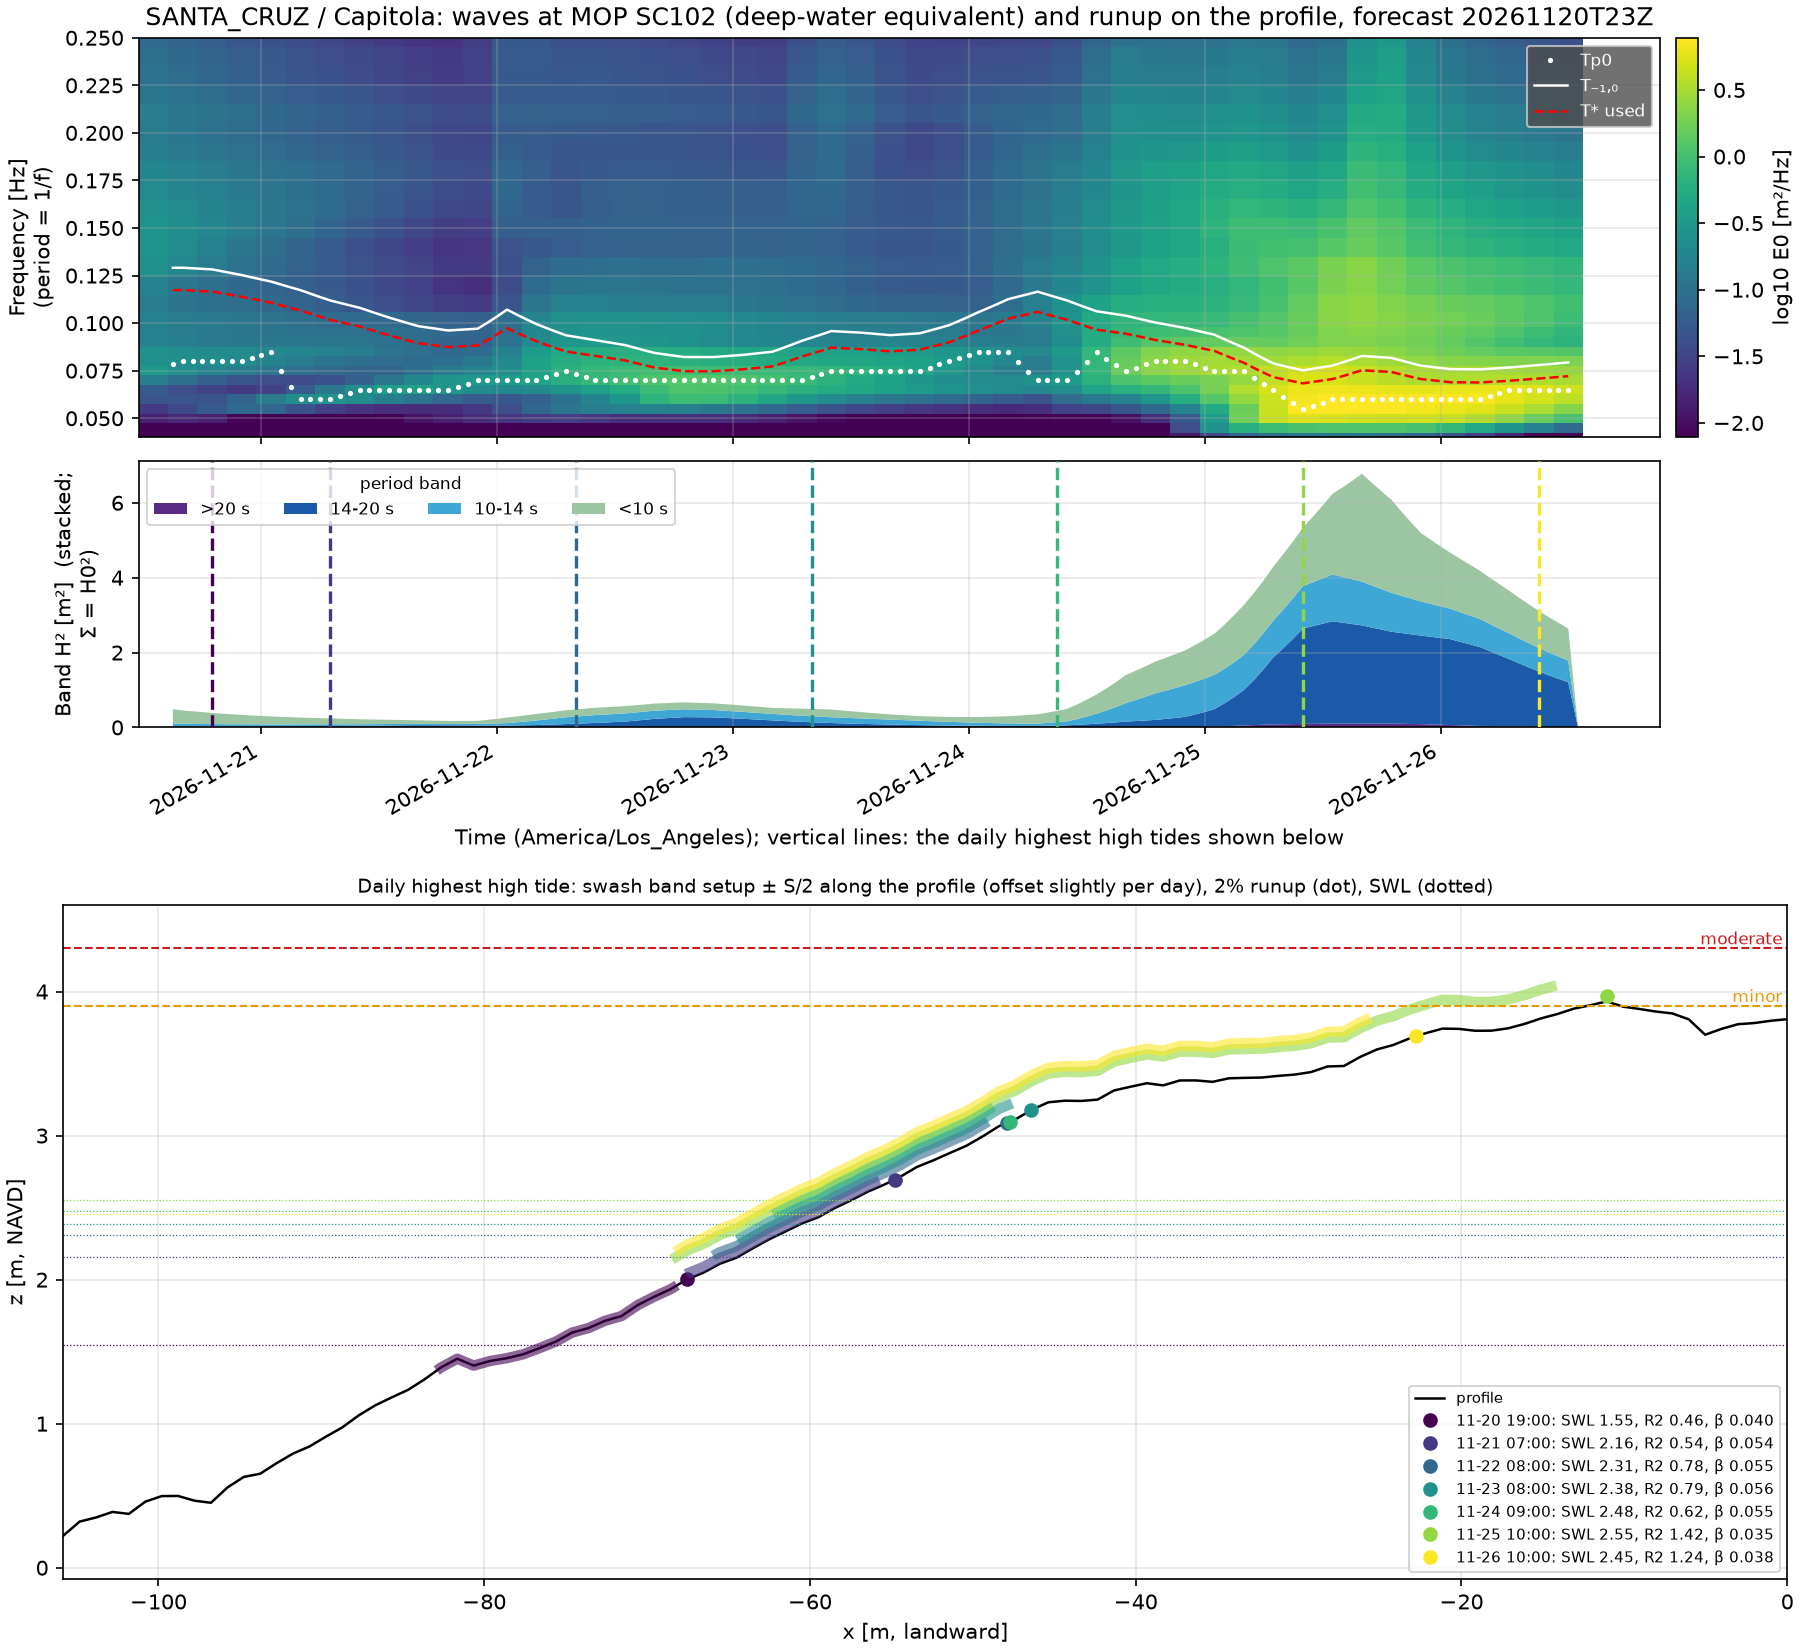 SANTA_CRUZ / Capitola: waves at MOP SC102 (deep-water equivalent) and runup on the profile, forecast 20261120T23Z
Frequency [Hz]
(period = 1/f)
0.250
0.225
0.200
0.175
0.150
0.125
0.100
0.075
0.050
Tp0
T₋₁,₀
T* used
0.5
0.0
−0.5
−1.0
−1.5
−2.0
log10 E0 [m²/Hz]
Band H² [m²] (stacked;
Σ = H0²)
6
4
2
0
period band
>20 s
14-20 s
10-14 s
<10 s
2026-11-21
2026-11-22
2026-11-23
2026-11-24
2026-11-25
2026-11-26
Time (America/Los_Angeles); vertical lines: the daily highest high tides shown below
Daily highest high tide: swash band setup ± S/2 along the profile (offset slightly per day), 2% runup (dot), SWL (dotted)
z [m, NAVD]
4
3
2
1
0
moderate
minor
profile
11-20 19:00: SWL 1.55, R2 0.46, β 0.040
11-21 07:00: SWL 2.16, R2 0.54, β 0.054
11-22 08:00: SWL 2.31, R2 0.78, β 0.055
11-23 08:00: SWL 2.38, R2 0.79, β 0.056
11-24 09:00: SWL 2.48, R2 0.62, β 0.055
11-25 10:00: SWL 2.55, R2 1.42, β 0.035
11-26 10:00: SWL 2.45, R2 1.24, β 0.038
−100
−80
−60
−40
−20
0
x [m, landward]